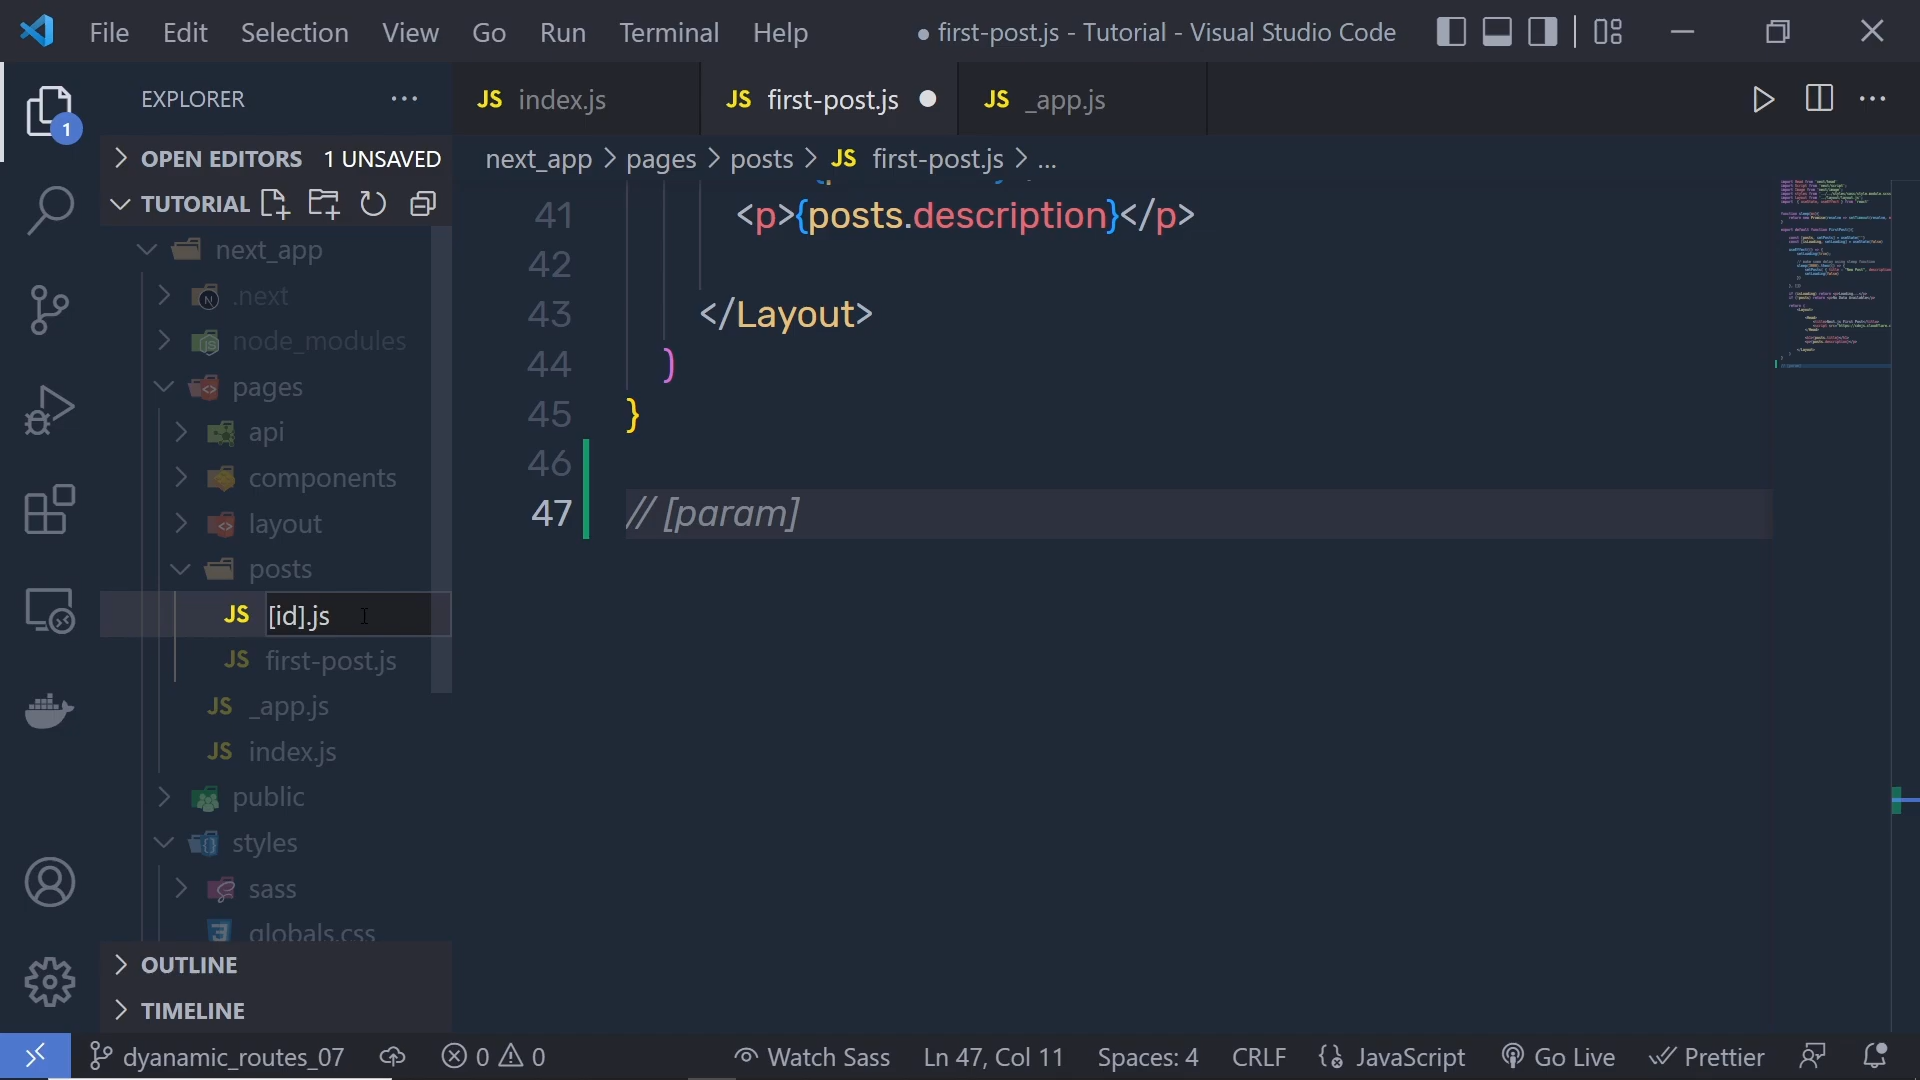 File Edit Selection View Go Run Terminal Help ● first-post.js - Tutorial - Visual Studio Code
EXPLORER ···
JS index.js JS first-post.js JS _app.js
1
OPEN EDITORS 1 UNSAVED
next_app > pages > posts > JS first-post.js > ...
TUTORIAL
next_app
.next
node_modules
pages
api
components
layout
posts
JS [id].js
JS first-post.js
JS _app.js
JS index.js
public
styles
sass
globals.css
OUTLINE
TIMELINE
41 <p>{posts.description}</p>
42
43 </Layout>
44 )
45 }
46
47 // [param]
dyanamic_routes_07 0 0 Watch Sass Ln 47, Col 11 Spaces: 4 CRLF JavaScript Go Live Prettier